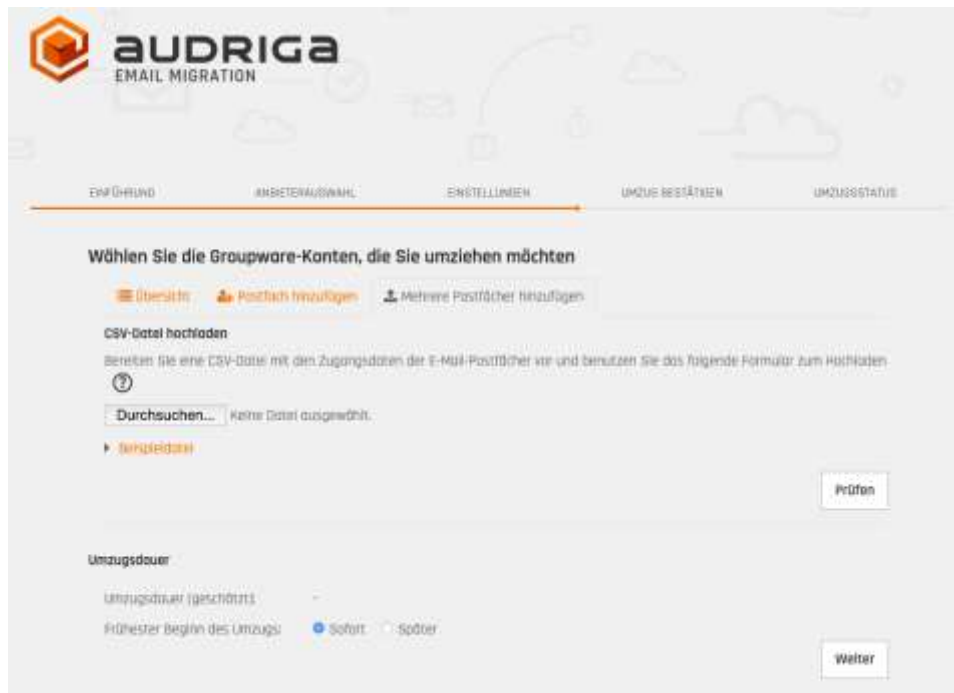 audriga
EMAIL MIGRATION
EINFÜHRUNG ANBIETERAUSWAHL EINSTELLUNGEN UMZUG BESTÄTIGEN UMZUGSSTATUS
Wählen Sie die Groupware-Konten, die Sie umziehen möchten
Übersicht Postfach hinzufügen Mehrere Postfächer hinzufügen
CSV-Datei hochladen
Bereiten Sie eine CSV-Datei mit den Zugangsdaten der E-Mail-Postfächer vor und benutzen Sie das folgende Formular zum Hochladen
?
Durchsuchen... Keine Datei ausgewählt.
Beispieldatei
Prüfen
Umzugsdauer
Umzugsdauer (geschätzt): -
Frühester Beginn des Umzugs: Sofort Später
Weiter